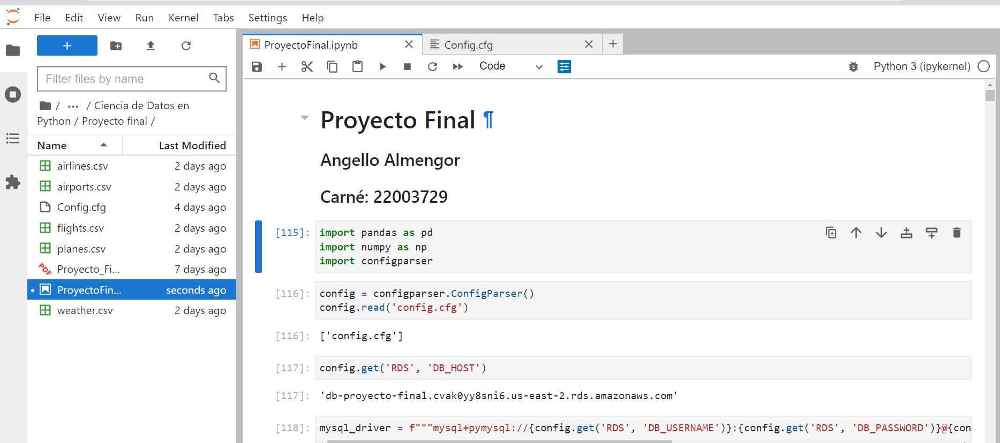 File Edit View Run Kernel Tabs Settings Help
+
Filter files by name
/ ... / Ciencia de Datos en
Python / Proyecto final /
Name Last Modified
airlines.csv 2 days ago
airports.csv 2 days ago
Config.cfg 4 days ago
flights.csv 2 days ago
planes.csv 2 days ago
PDF Proyecto_Fi... 7 days ago
ProyectoFin... seconds ago
weather.csv 2 days ago
ProyectoFinal.ipynb Config.cfg
Code Python 3 (ipykernel)
Proyecto Final ¶
Angello Almengor
Carné: 22003729
[115]: import pandas as pd
import numpy as np
import configparser
[116]: config = configparser.ConfigParser()
config.read('config.cfg')
[116]: ['config.cfg']
[117]: config.get('RDS', 'DB_HOST')
[117]: 'db-proyecto-final.cvak0yy8sni6.us-east-2.rds.amazonaws.com'
[118]: mysql_driver = f"""mysql+pymysql://{config.get('RDS', 'DB_USERNAME')}:{config.get('RDS', 'DB_PASSWORD')}@{con